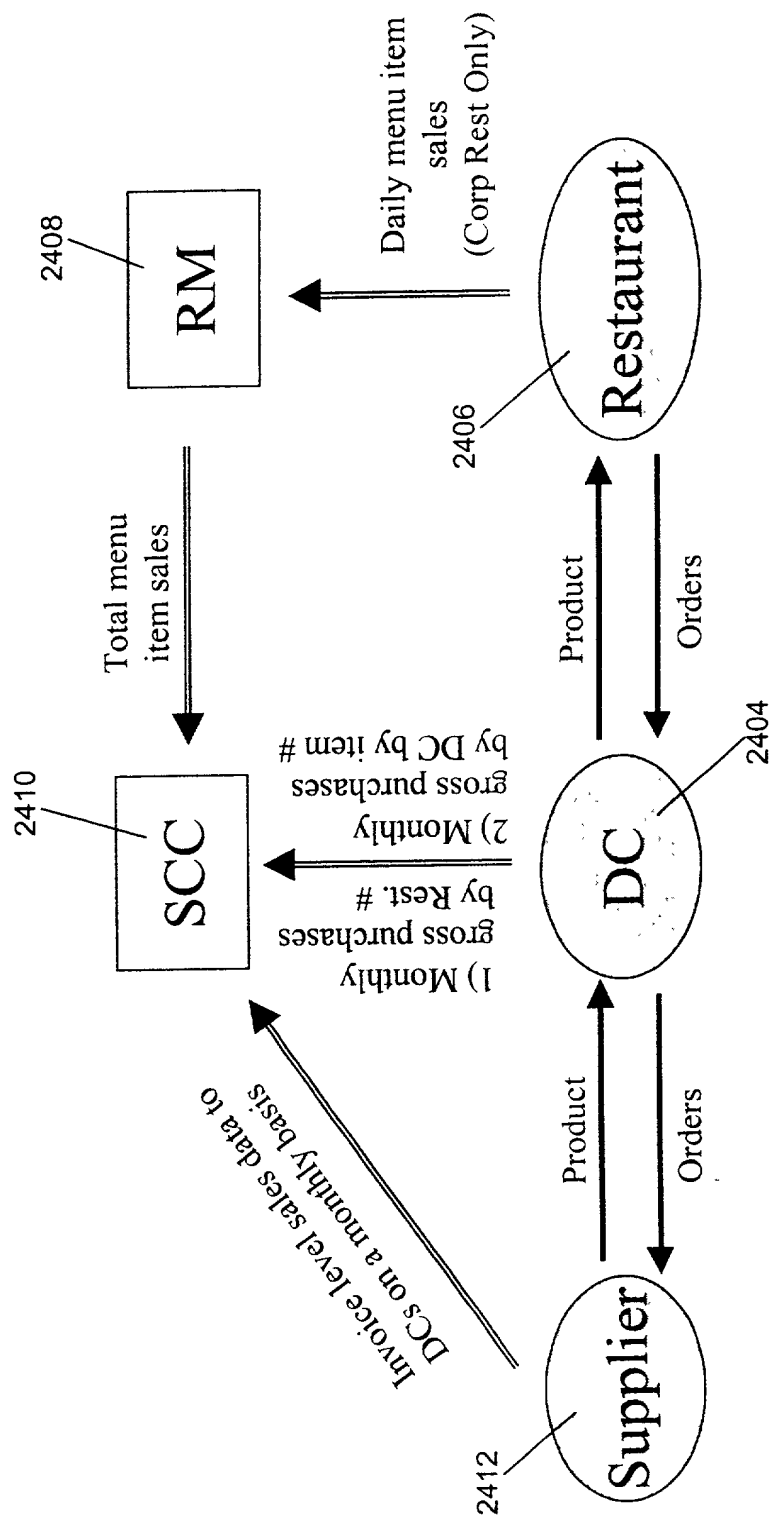 2408
RM
Daily menu item
sales
(Corp Rest Only)
2406
Restaurant
Total menu
item sales
2410
SCC
Product
Orders
1) Monthly
gross purchases
by Rest. #
2) Monthly
gross purchases
by DC by item #
DC
2404
Invoice level sales data to
DCs on a monthly basis
Product
Orders
Supplier
2412